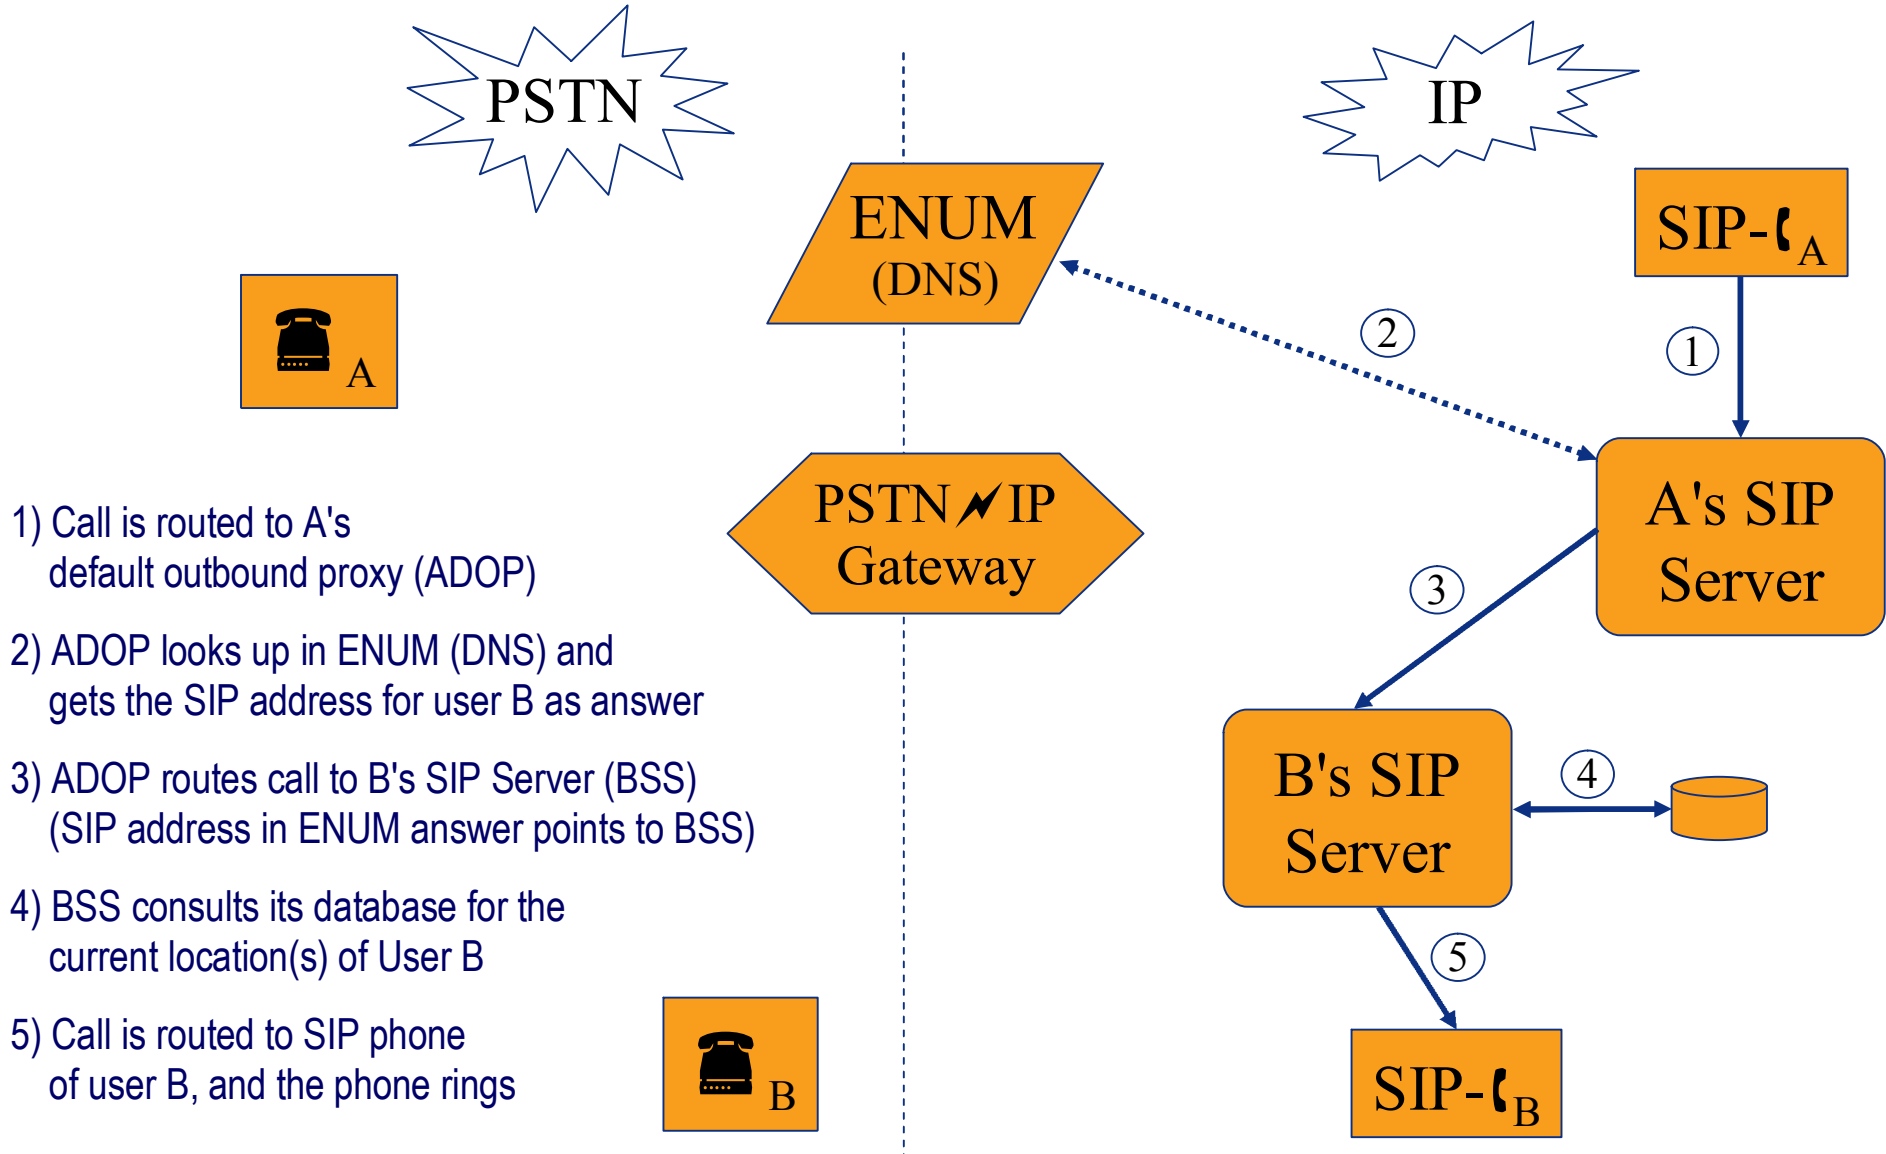 PSTN
IP
ENUM
(DNS)
SIP-
A
A
2
1
PSTN IP
Gateway
A's SIP
Server
3
1) Call is routed to A's
default outbound proxy (ADOP)
2) ADOP looks up in ENUM (DNS) and
gets the SIP address for user B as answer
3) ADOP routes call to B's SIP Server (BSS)
(SIP address in ENUM answer points to BSS)
4) BSS consults its database for the
current location(s) of User B
5) Call is routed to SIP phone
of user B, and the phone rings
B's SIP
Server
4
5
B
SIP-
B